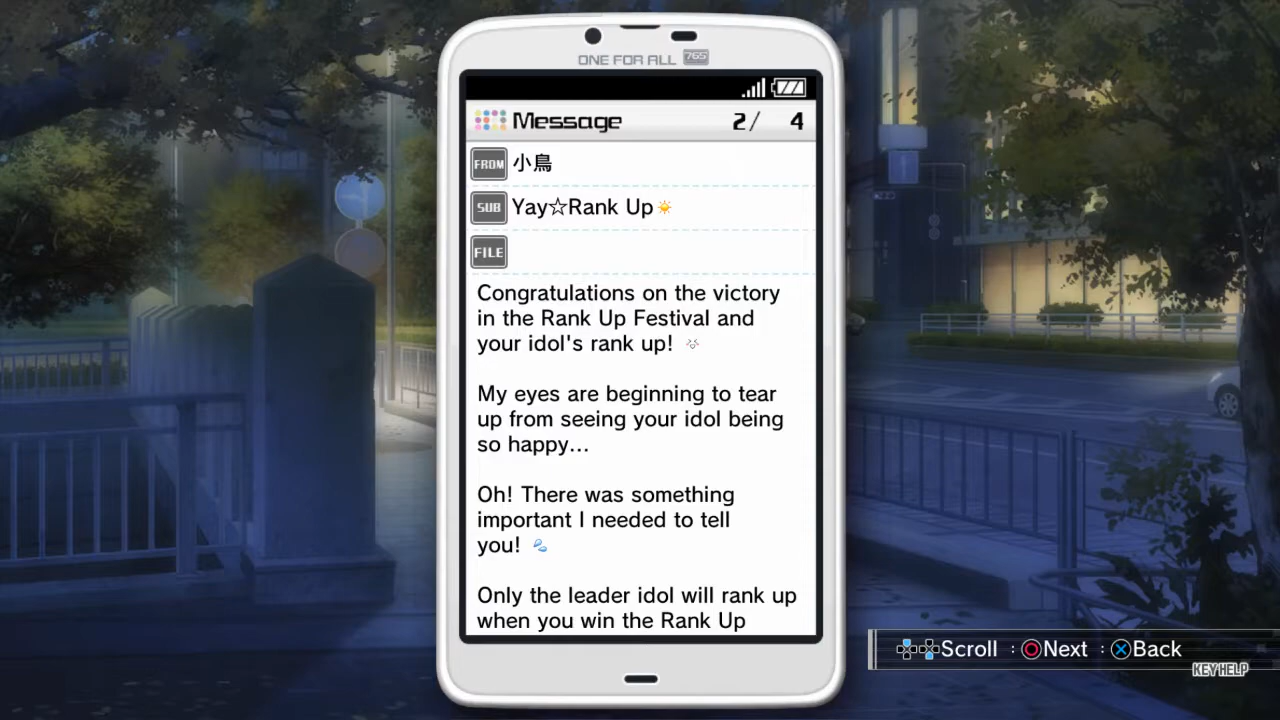 ONE FOR ALL 765
Message 2/ 4
FROM 小鳥
SUB Yay☆Rank Up☀
FILE
Congratulations on the victory
in the Rank Up Festival and
your idol's rank up!
My eyes are beginning to tear
up from seeing your idol being
so happy...
Oh! There was something
important I needed to tell
you!
Only the leader idol will rank up
when you win the Rank Up
Scroll : Next : Back
KEY HELP